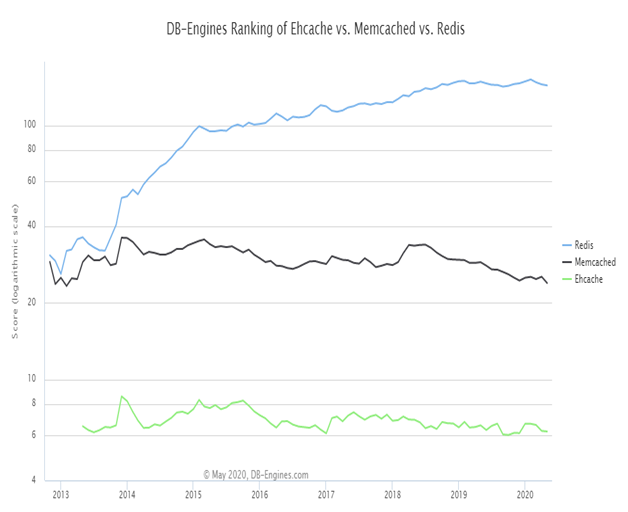 DB-Engines Ranking of Ehcache vs. Memcached vs. Redis
Score (logarithmic scale)
100
80
60
40
20
10
8
6
4
Redis
Memcached
Ehcache
© May 2020, DB-Engines.com
2013 2014 2015 2016 2017 2018 2019 2020